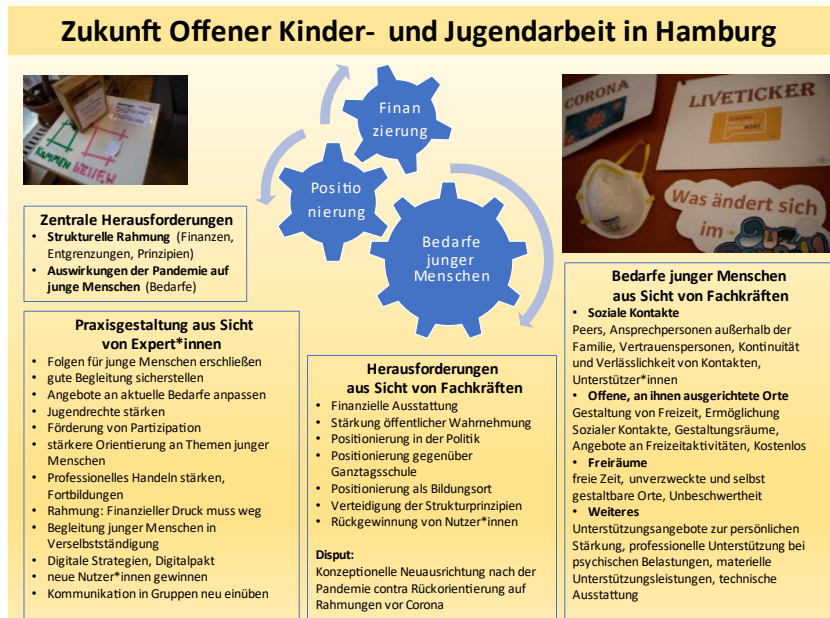 Zukunft Offener Kinder- und Jugendarbeit in Hamburg
KOMMEN
Finan
zierung
Positio
nierung
Bedarfe
junger
Menschen
CORONA
LIVETICKER
Was ändert sich
im
Zentrale Herausforderungen
• Strukturelle Rahmung (Finanzen,
Entgrenzungen, Prinzipien)
• Auswirkungen der Pandemie auf
junge Menschen (Bedarfe)
Praxisgestaltung aus Sicht
von Expert*innen
• Folgen für junge Menschen erschließen
• gute Begleitung sicherstellen
• Angebote an aktuelle Bedarfe anpassen
• Jugendrechte stärken
• Förderung von Partizipation
• stärkere Orientierung an Themen junger
Menschen
• Professionelles Handeln stärken,
Fortbildungen
• Rahmung: Finanzieller Druck muss weg
• Begleitung junger Menschen in
Verselbstständigung
• Digitale Strategien, Digitalpakt
• neue Nutzer*innen gewinnen
• Kommunikation in Gruppen neu einüben
Herausforderungen
aus Sicht von Fachkräften
• Finanzielle Ausstattung
• Stärkung öffentlicher Wahrnehmung
• Positionierung in der Politik
• Positionierung gegenüber
Ganztagsschule
• Positionierung als Bildungsort
• Verteidigung der Strukturprinzipien
• Rückgewinnung von Nutzer*innen
Disput:
Konzeptionelle Neuausrichtung nach der
Pandemie contra Rückorientierung auf
Rahmungen vor Corona
Bedarfe junger Menschen
aus Sicht von Fachkräften
• Soziale Kontakte
Peers, Ansprechpersonen außerhalb der
Familie, Vertrauenspersonen, Kontinuität
und Verlässlichkeit von Kontakten,
Unterstützer*innen
• Offene, an ihnen ausgerichtete Orte
Gestaltung von Freizeit, Ermöglichung
Sozialer Kontakte, Gestaltungsräume,
Angebote an Freizeitaktivitäten, Kostenlos
• Freiräume
freie Zeit, unverzweckte und selbst
gestaltbare Orte, Unbeschwertheit
• Weiteres
Unterstützungsangebote zur persönlichen
Stärkung, professionelle Unterstützung bei
psychischen Belastungen, materielle
Unterstützungsleistungen, technische
Ausstattung